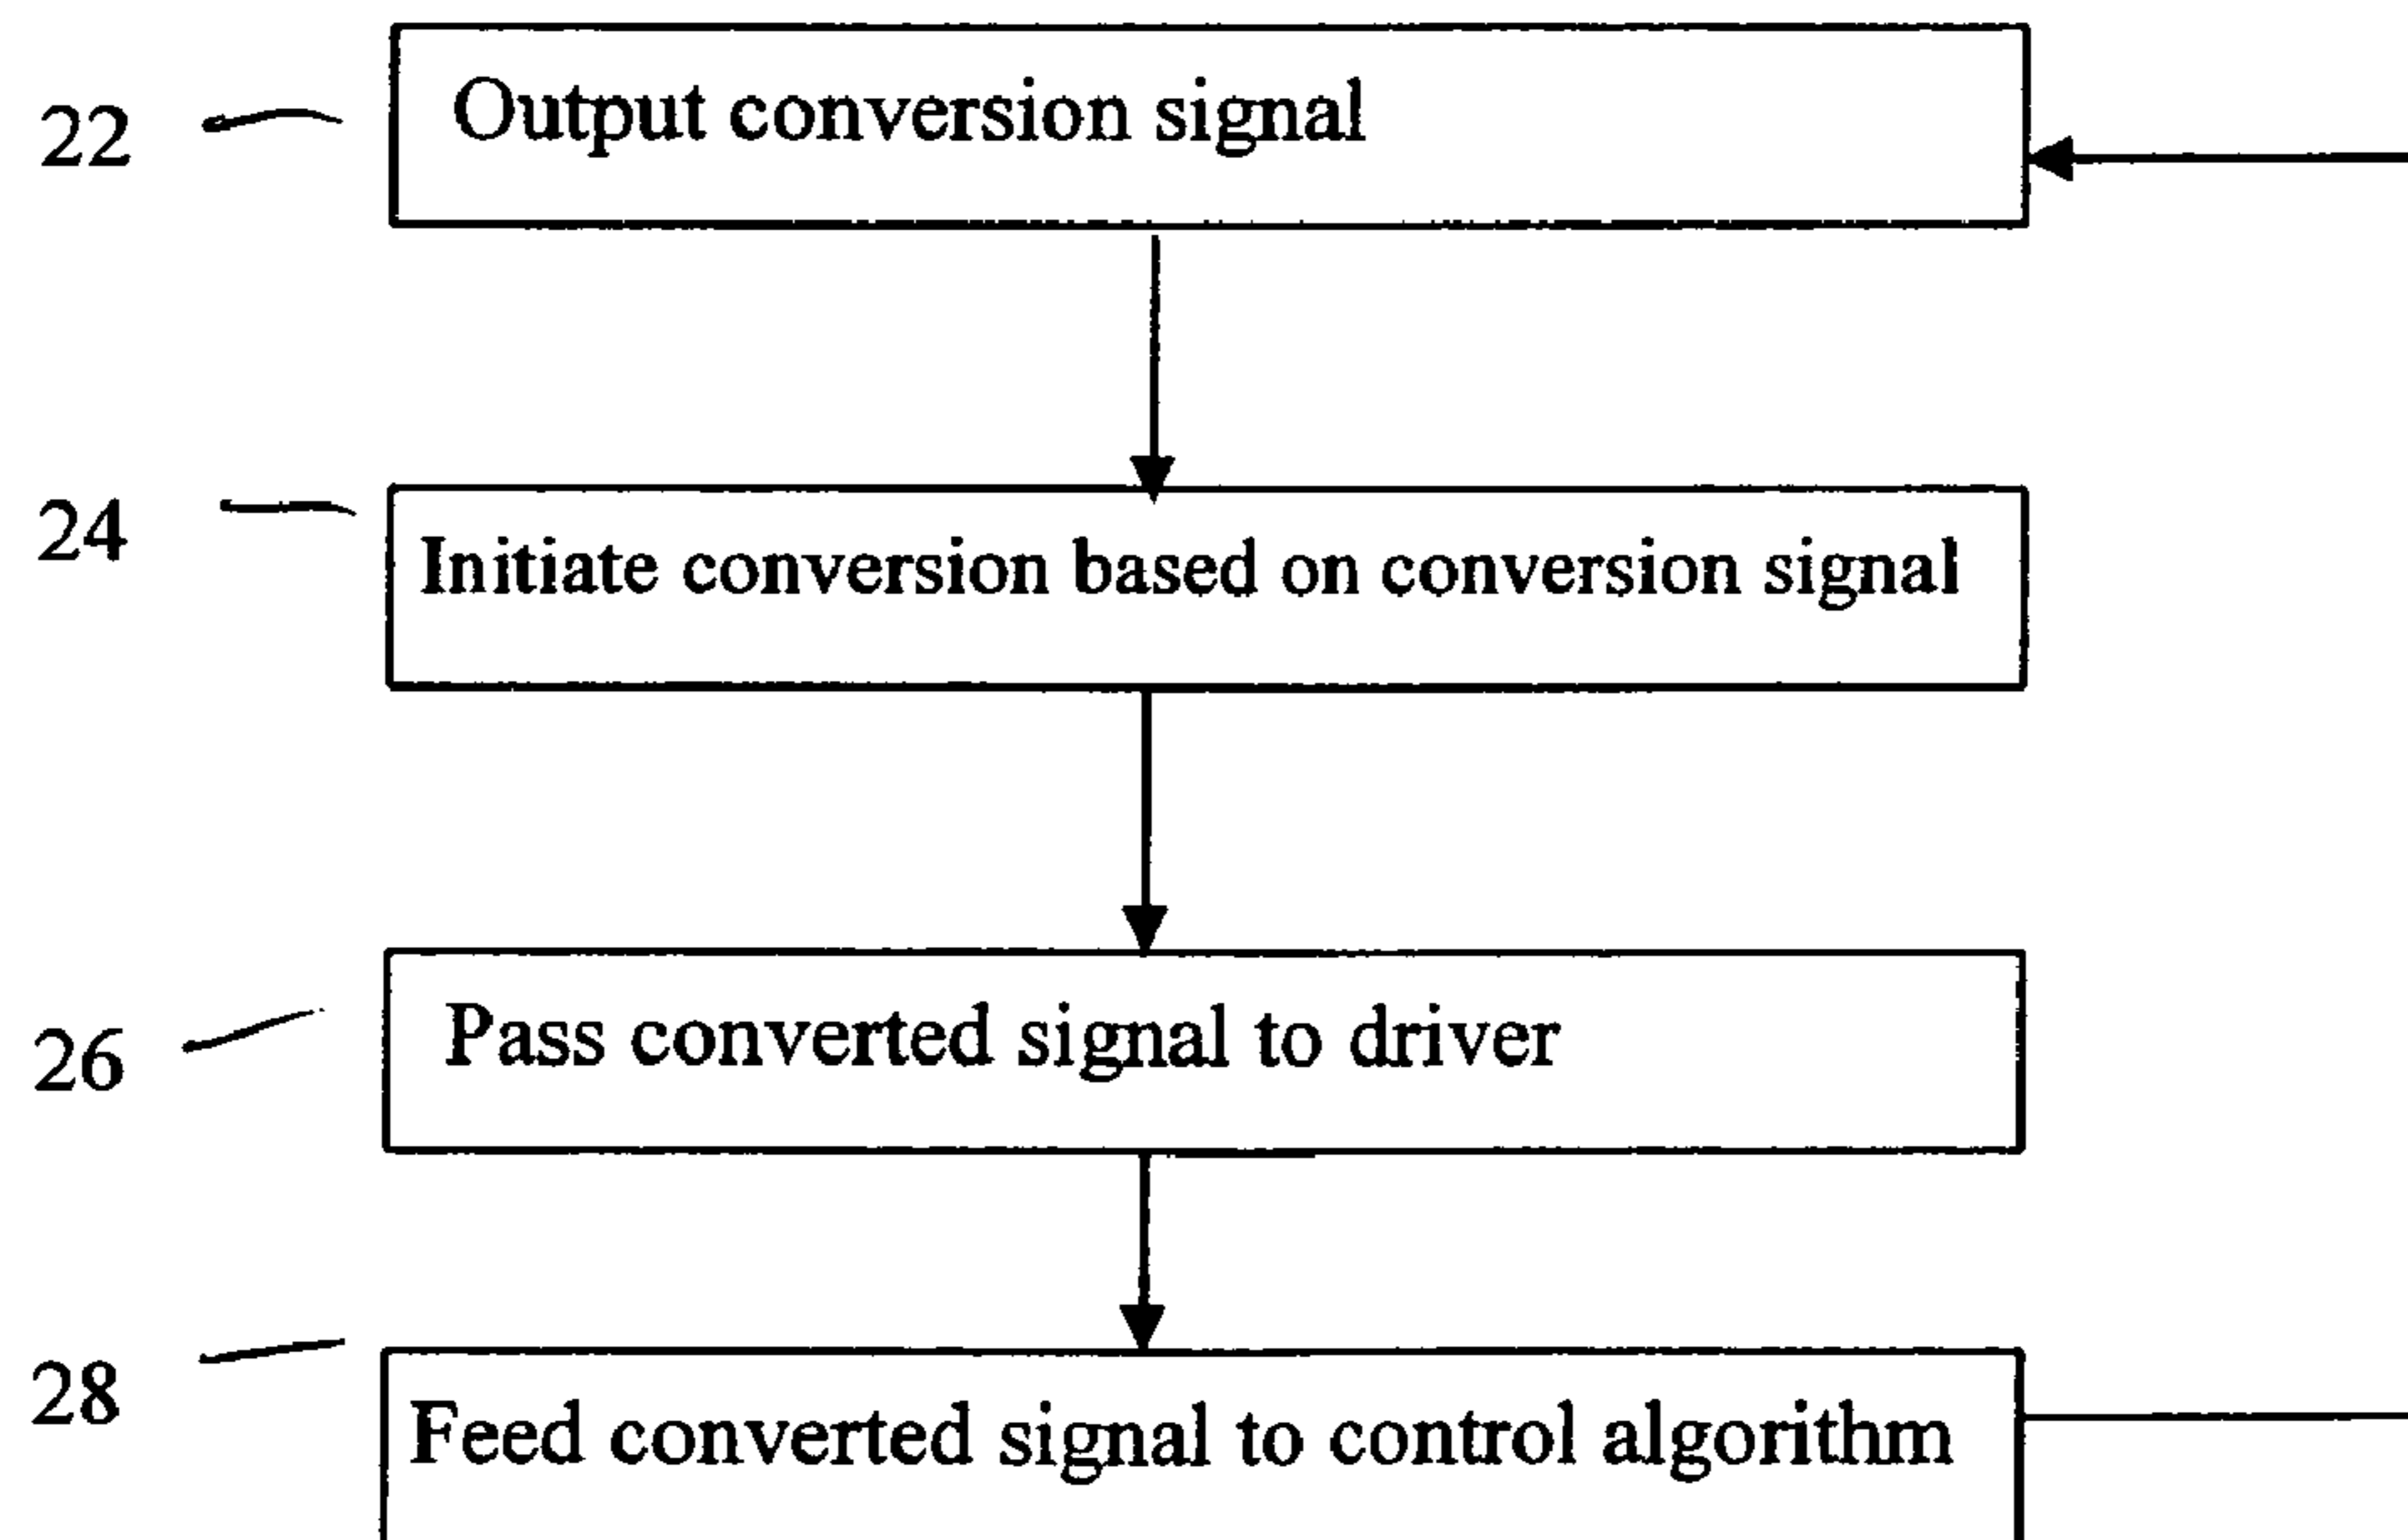 22 Output conversion signal
24 Initiate conversion based on conversion signal
26 Pass converted signal to driver
28 Feed converted signal to control algorithm